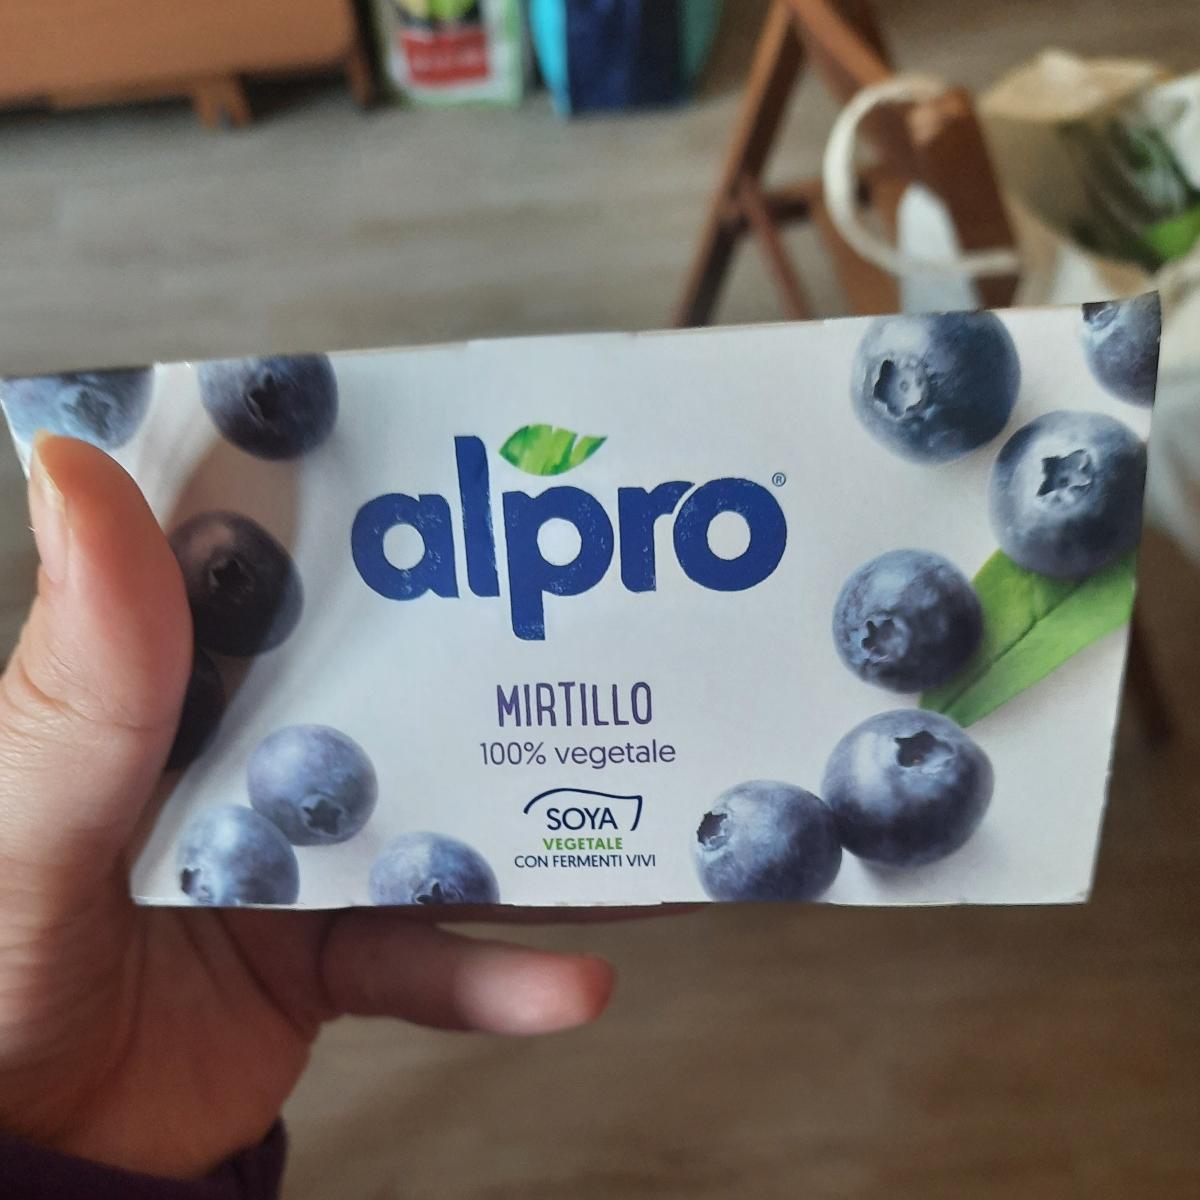 alpro®
MIRTILLO
100% vegetale
SOYA
VEGETALE
CON FERMENTI VIVI